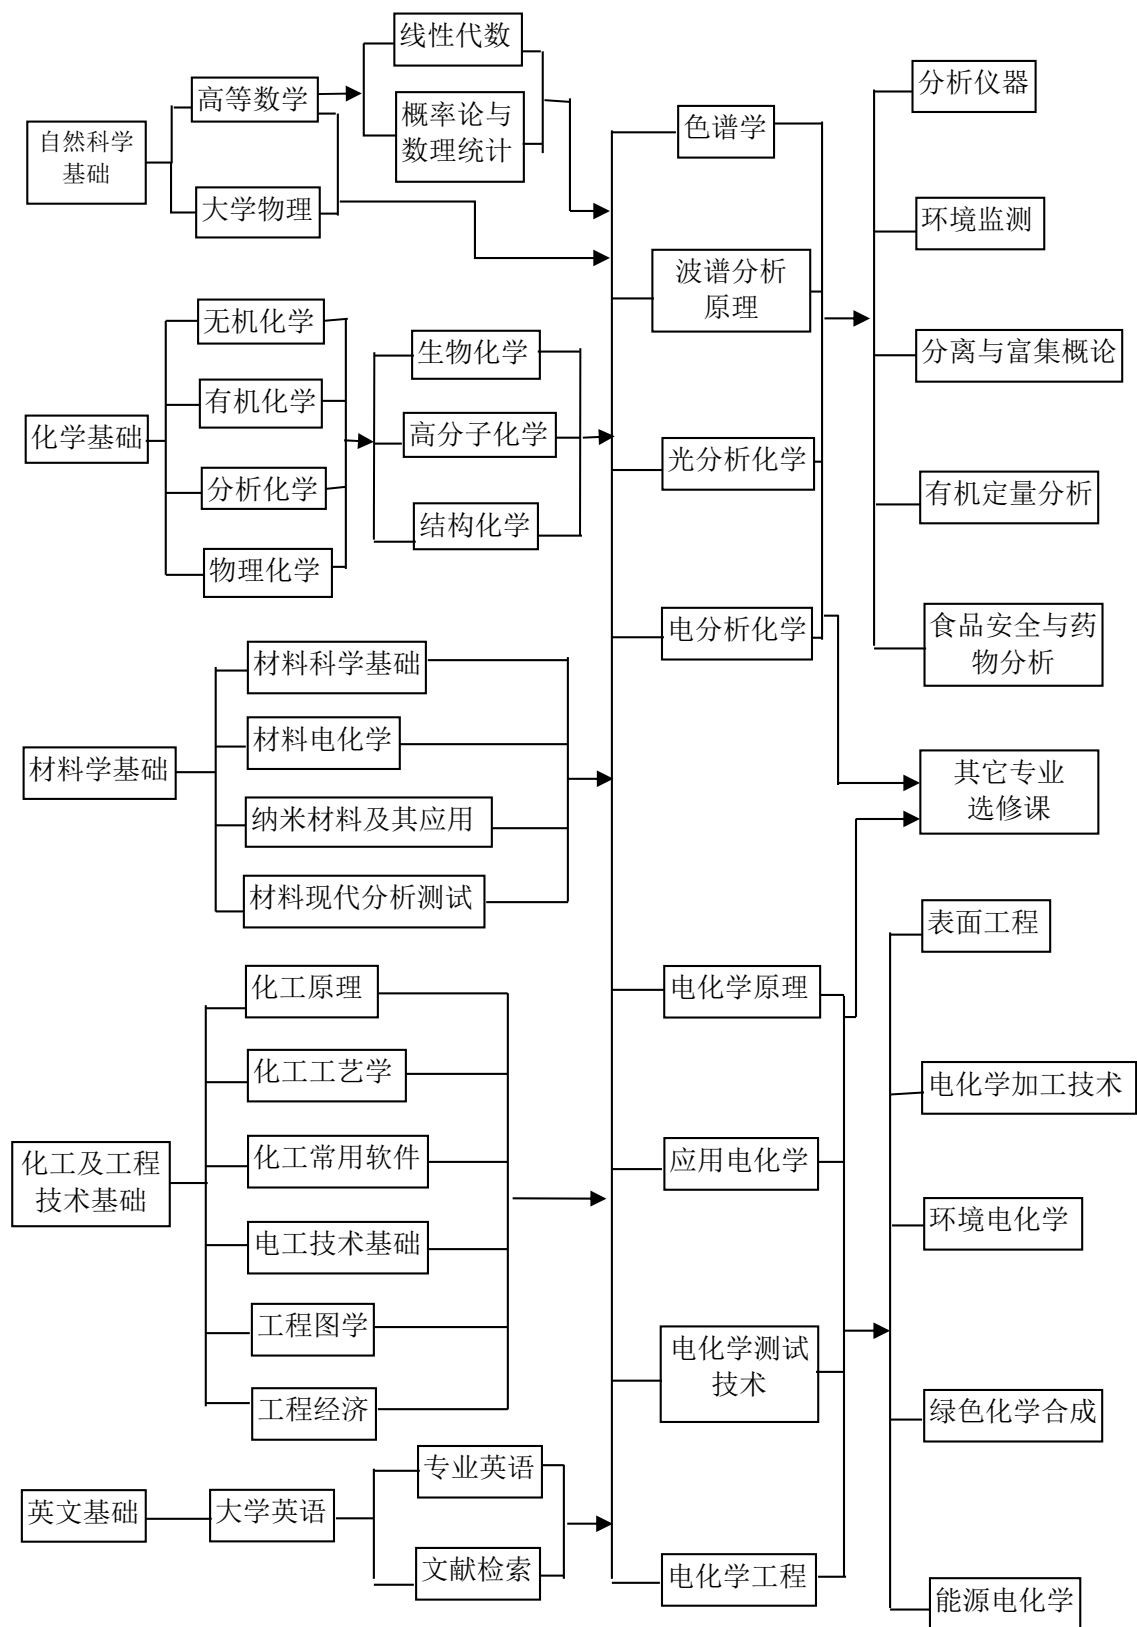 线性代数
高等数学
概率论与
数理统计
自然科学
基础
大学物理
无机化学
有机化学
化学基础
分析化学
物理化学
生物化学
高分子化学
结构化学
材料科学基础
材料电化学
材料学基础
纳米材料及其应用
材料现代分析测试
化工原理
化工工艺学
化工及工程
技术基础
化工常用软件
电工技术基础
工程图学
工程经济
英文基础
大学英语
专业英语
文献检索
色谱学
波谱分析
原理
光分析化学
电分析化学
电化学原理
应用电化学
电化学测试
技术
电化学工程
分析仪器
环境监测
分离与富集概论
有机定量分析
食品安全与药
物分析
其它专业
选修课
表面工程
电化学加工技术
环境电化学
绿色化学合成
能源电化学